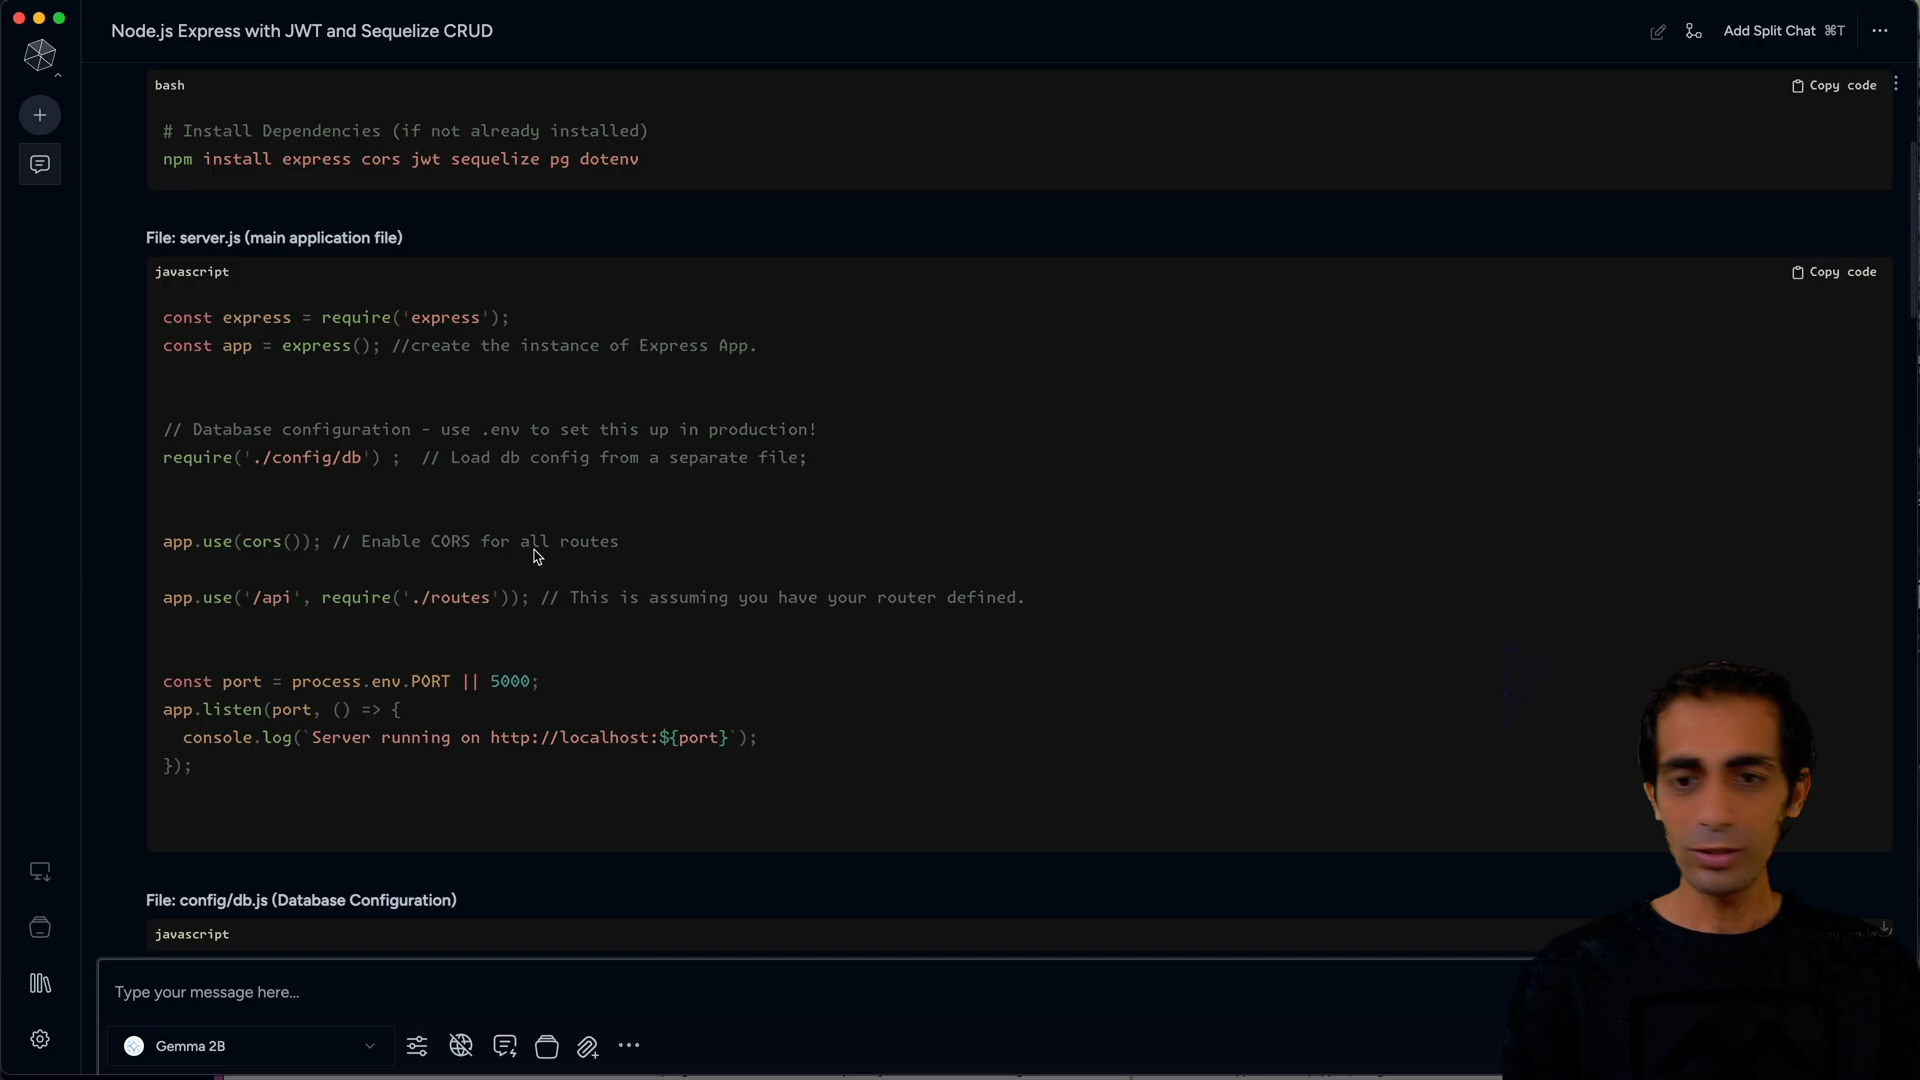 Node.js Express with JWT and Sequelize CRUD
Add Split Chat ⌘T
bash
Copy code
# Install Dependencies (if not already installed)
npm install express cors jwt sequelize pg dotenv
File: server.js (main application file)
javascript
Copy code
const express = require('express');
const app = express(); //create the instance of Express App.
// Database configuration - use .env to set this up in production!
require('./config/db') ;  // Load db config from a separate file;
app.use(cors()); // Enable CORS for all routes
app.use('/api', require('./routes')); // This is assuming you have your router defined.
const port = process.env.PORT || 5000;
app.listen(port, () => {
  console.log(`Server running on http://localhost:${port}`);
});
File: config/db.js (Database Configuration)
javascript
Type your message here...
Gemma 2B